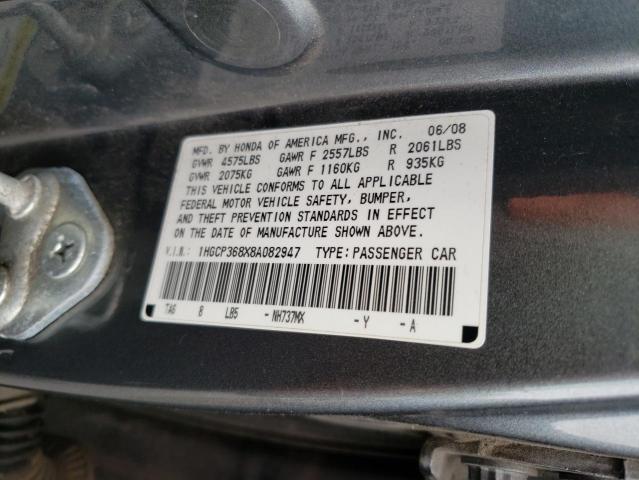 MFD. BY HONDA OF AMERICA MFG., INC. 06/08
GVWR 4575LBS GAWR F 2557LBS R 2061LBS
GVWR 2075KG GAWR F 1160KG R 935KG
THIS VEHICLE CONFORMS TO ALL APPLICABLE
FEDERAL MOTOR VEHICLE SAFETY, BUMPER,
AND THEFT PREVENTION STANDARDS IN EFFECT
ON THE DATE OF MANUFACTURE SHOWN ABOVE.
V.I.N.: 1HGCP368X8A082947 TYPE: PASSENGER CAR
TAG 8 LB5 -NH737MX -Y -A